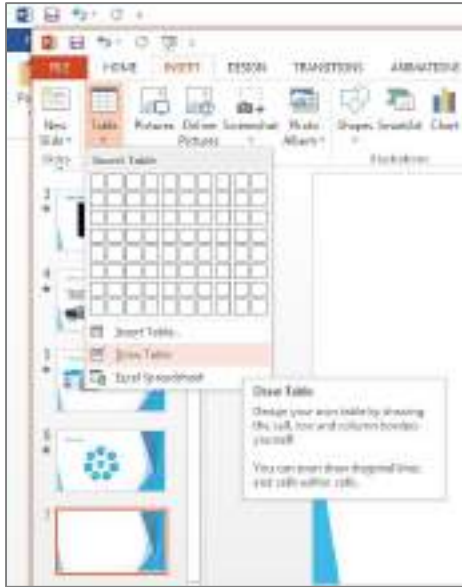 FILE HOME INSERT DESIGN TRANSITIONS ANIMATIONS
New Table Pictures Online Screenshot Photo Shapes SmartArt Chart
Slide Pictures Album
Slides Illustrations
Insert Table
Insert Table...
Draw Table
Excel Spreadsheet
Draw Table
Design your own table by drawing
the cell, row and column borders
yourself.
You can even draw diagonal lines
and cells within cells.